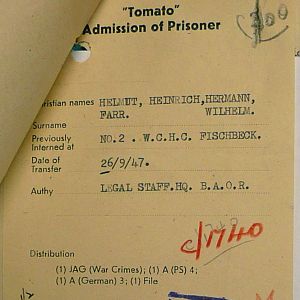 "Tomato"
Admission of Prisoner
ristian names HELMUT, HEINRICH,HERMANN,
Surname FARR. WILHELM.
Previously Interned at NO.2 .W.C.H.C. FISCHBECK.
Date of Transfer 26/9/47.
Authy LEGAL STAFF.HQ. B.A.O.R.
c/1740
Distribution
(1) JAG (War Crimes); (1) A (PS) 4;
(1) A (German) 3; (1) File